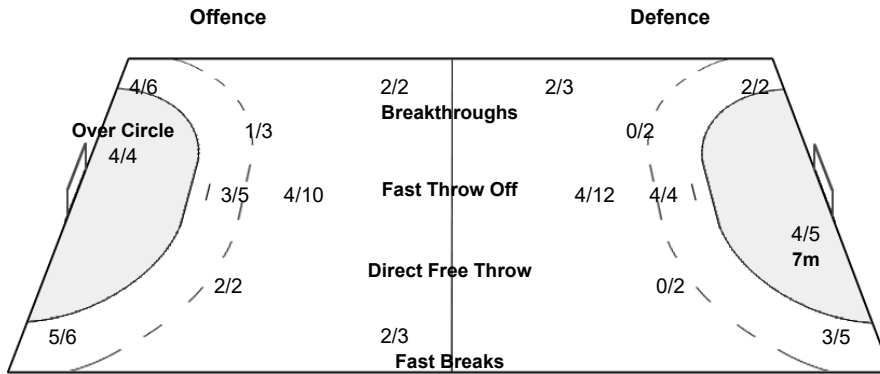 Offence Defence
4/6 2/2 2/3 2/2
Breakthroughs
Over Circle 1/3 0/2
4/4
3/5 4/10 Fast Throw Off 4/12 4/4
4/5
7m
Direct Free Throw
2/2 0/2
5/6 2/3 3/5
Fast Breaks